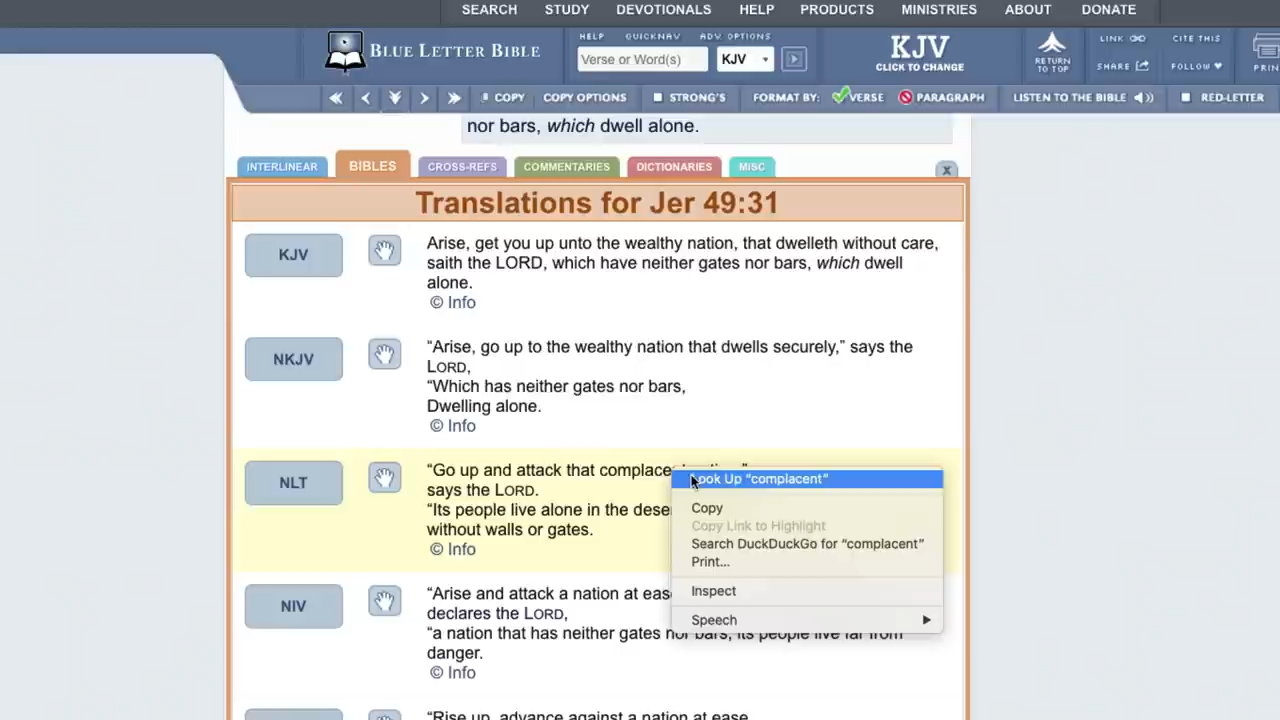 SEARCH STUDY DEVOTIONALS HELP PRODUCTS MINISTRIES ABOUT DONATE
BLUE LETTER BIBLE
HELP QUICKNAV ADV. OPTIONS
Verse or Word(s) KJV
KJV
CLICK TO CHANGE
RETURN
TO TOP
LINK CITE THIS
SHARE FOLLOW
COPY COPY OPTIONS STRONG'S FORMAT BY: VERSE PARAGRAPH LISTEN TO THE BIBLE RED-LETTER
nor bars, which dwell alone.
INTERLINEAR BIBLES CROSS-REFS COMMENTARIES DICTIONARIES MISC X
Translations for Jer 49:31
KJV
Arise, get you up unto the wealthy nation, that dwelleth without care,
saith the LORD, which have neither gates nor bars, which dwell
alone.
© Info
NKJV
“Arise, go up to the wealthy nation that dwells securely,” says the
LORD,
“Which has neither gates nor bars,
Dwelling alone.
© Info
NLT
“Go up and attack that
says the LORD.
“Its people live alone in the
without walls or gates.
© Info
Look Up “complacent”
Copy
Copy Link to Highlight
Search DuckDuckGo for “complacent”
Print...
Inspect
Speech
NIV
“Arise and attack a nation at
declares the LORD,
“a nation that has neither gates nor bars, its people live far from
danger.
© Info
“Rise up, advance against a nation at ease,